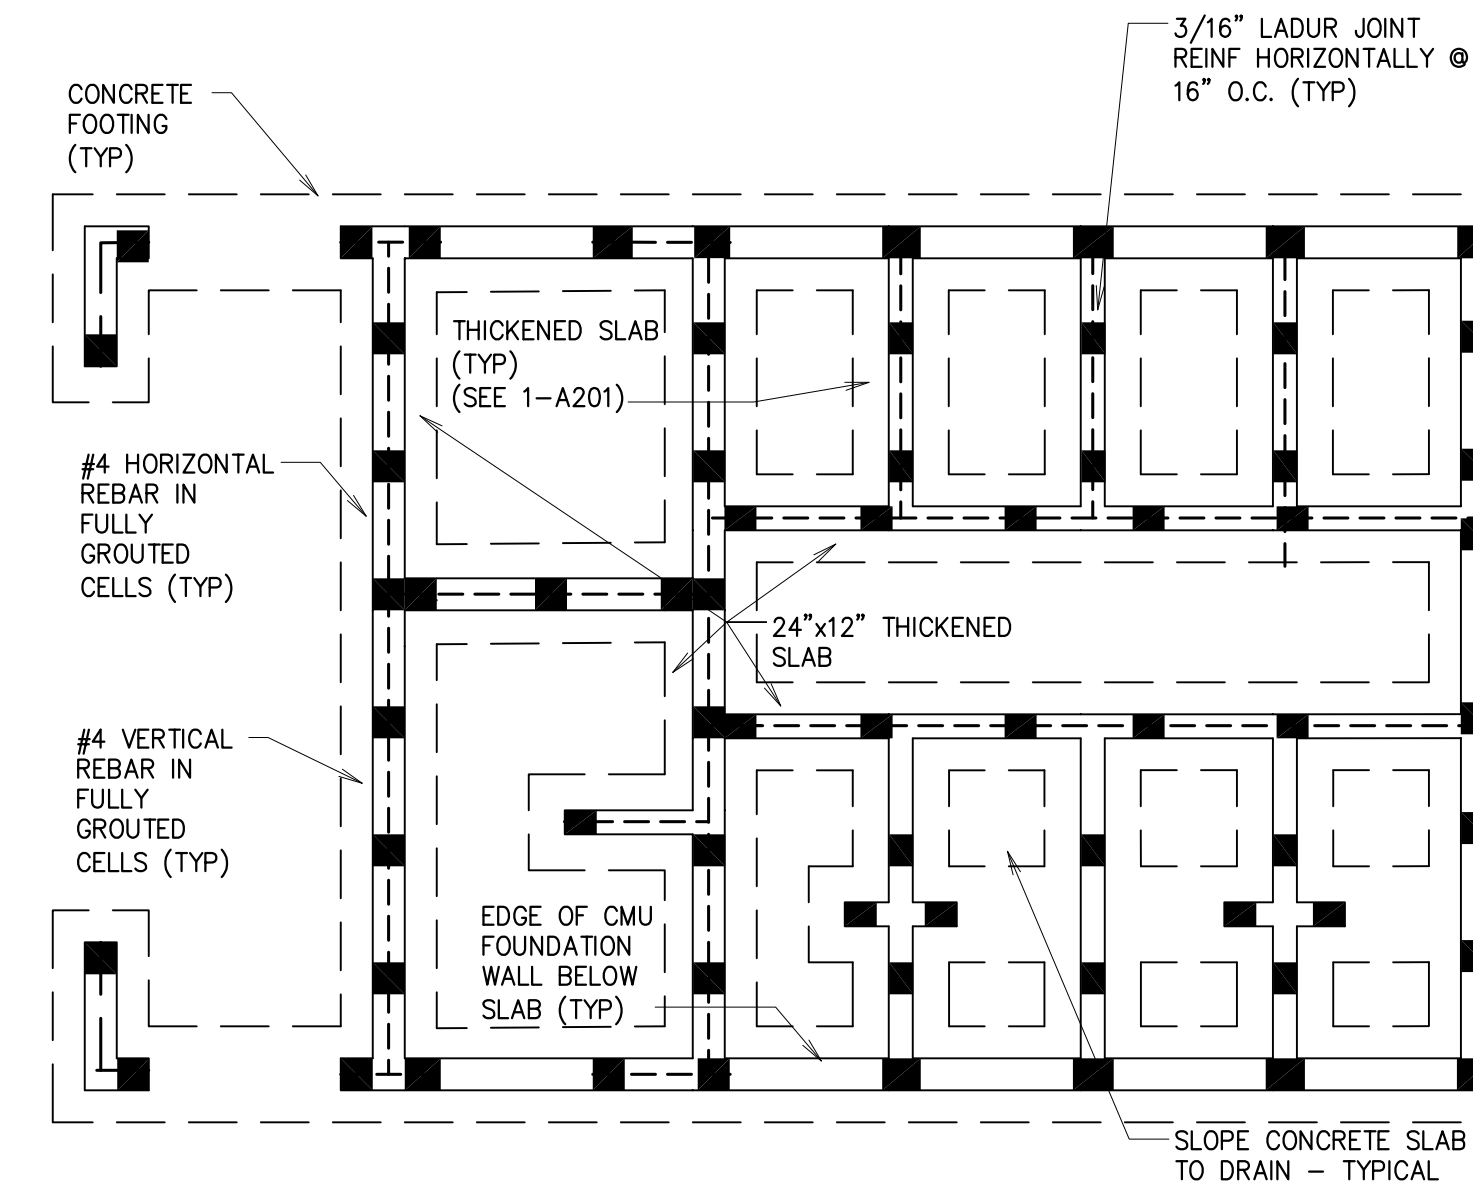 3/16” LADUR JOINT
REINF HORIZONTALLY @
16” O.C. (TYP)
CONCRETE
FOOTING
(TYP)
THICKENED SLAB
(TYP)
(SEE 1-A201)
#4 HORIZONTAL
REBAR IN
FULLY
GROUTED
CELLS (TYP)
24”x12” THICKENED
SLAB
#4 VERTICAL
REBAR IN
FULLY
GROUTED
CELLS (TYP)
EDGE OF CMU
FOUNDATION
WALL BELOW
SLAB (TYP)
SLOPE CONCRETE SLAB
TO DRAIN - TYPICAL